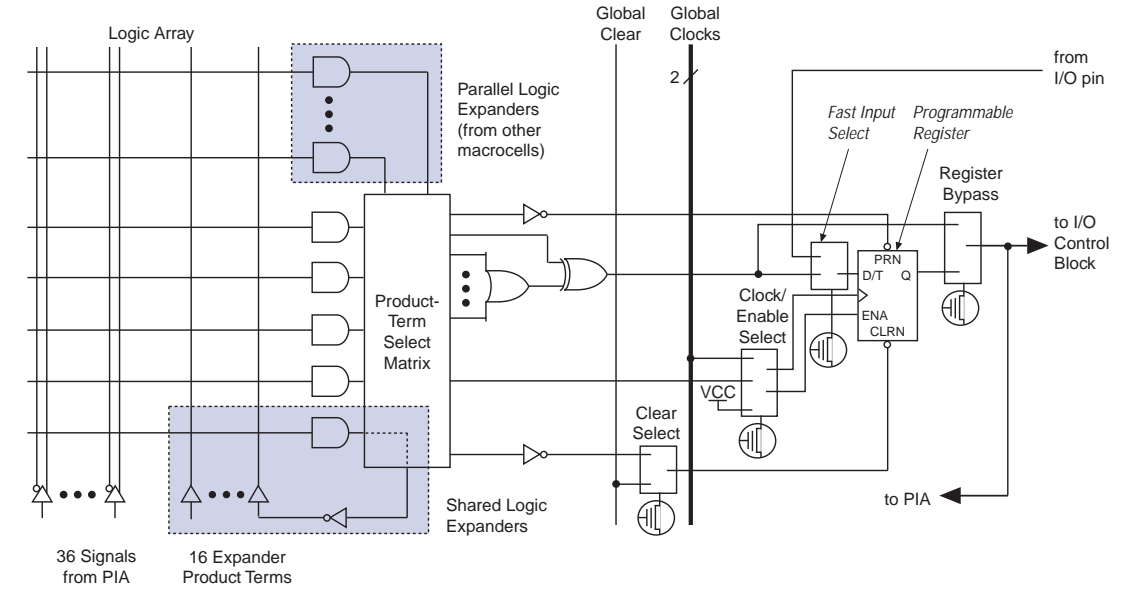 Logic Array
Global
Clear
Global
Clocks
2
from
I/O pin
Parallel Logic
Expanders
(from other
macrocells)
Fast Input
Select
Programmable
Register
Register
Bypass
to I/O
Control
Block
PRN
D/T Q
ENA
CLRN
Clock/
Enable
Select
Product-
Term
Select
Matrix
VCC
Clear
Select
to PIA
Shared Logic
Expanders
36 Signals
from PIA
16 Expander
Product Terms